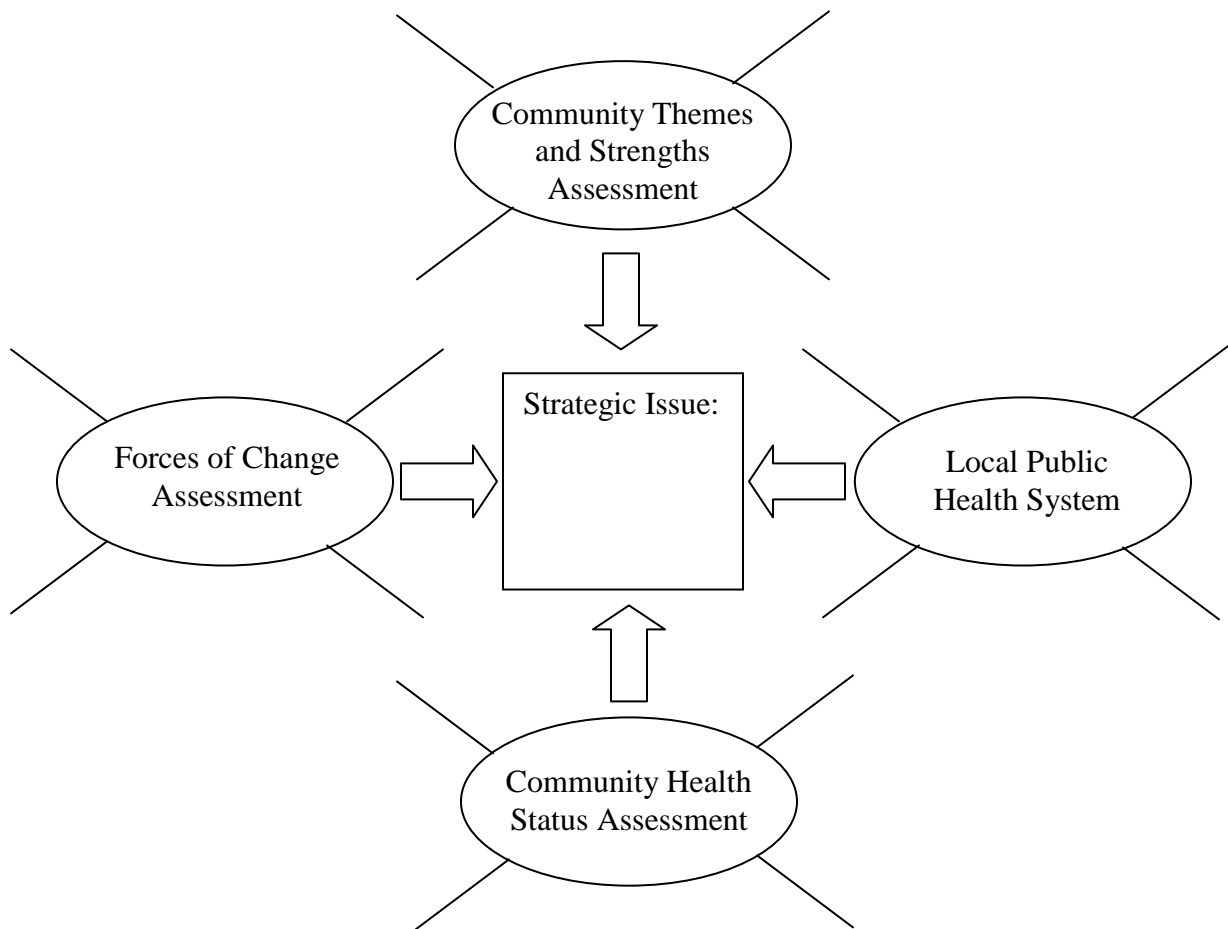 Community Themes
and Strengths
Assessment
Strategic Issue:
Forces of Change
Assessment
Local Public
Health System
Community Health
Status Assessment